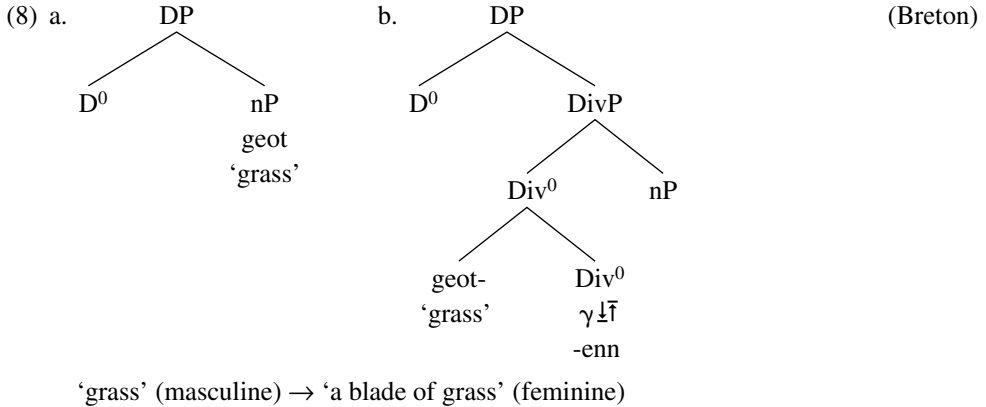 (8) a. DP b. DP (Breton)
D⁰ nP D⁰ DivP
geot
‘grass’
Div⁰ nP
geot- Div⁰
‘grass’ γ
-enn
‘grass’ (masculine) → ‘a blade of grass’ (feminine)